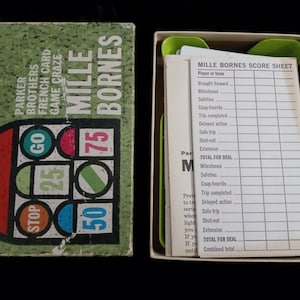 PARKER
BROTHERS
FRENCH CARD
GAME CRAZE
MILLE
BORNES
GO
75
25
STOP
50
MILLE BORNES SCORE SHEET
Player or team
Brought forward
Milestones
Safeties
Coup-fourrés
Trip completed
Delayed action
Safe trip
Shut-out
Extension
TOTAL FOR DEAL
Milestones
Safeties
Coup-fourrés
Trip completed
Delayed action
Safe trip
Shut-out
Extension
TOTAL FOR DEAL
Combined total